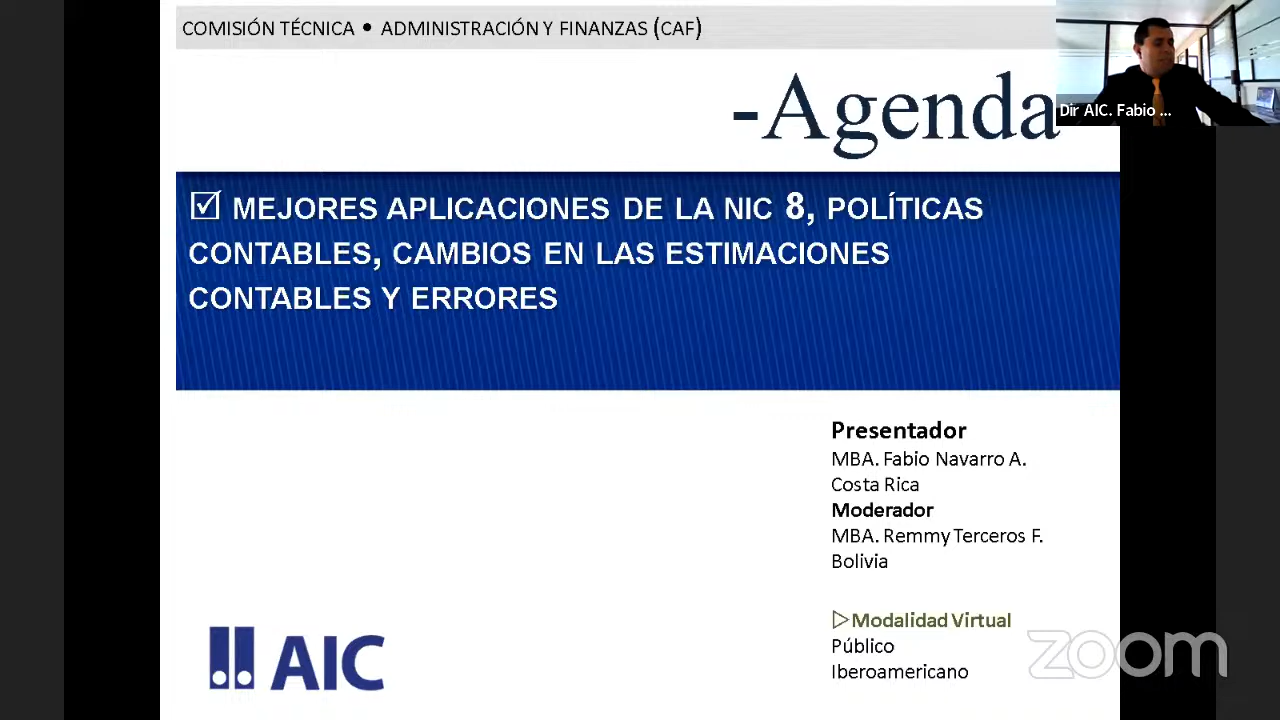 COMISIÓN TÉCNICA • ADMINISTRACIÓN Y FINANZAS (CAF)
-Agenda
Dir AIC. Fabio ...
☑ MEJORES APLICACIONES DE LA NIC 8, POLÍTICAS
CONTABLES, CAMBIOS EN LAS ESTIMACIONES
CONTABLES Y ERRORES
Presentador
MBA. Fabio Navarro A.
Costa Rica
Moderador
MBA. Remmy Terceros F.
Bolivia
Modalidad Virtual
Público
Iberoamericano
AIC
zoom